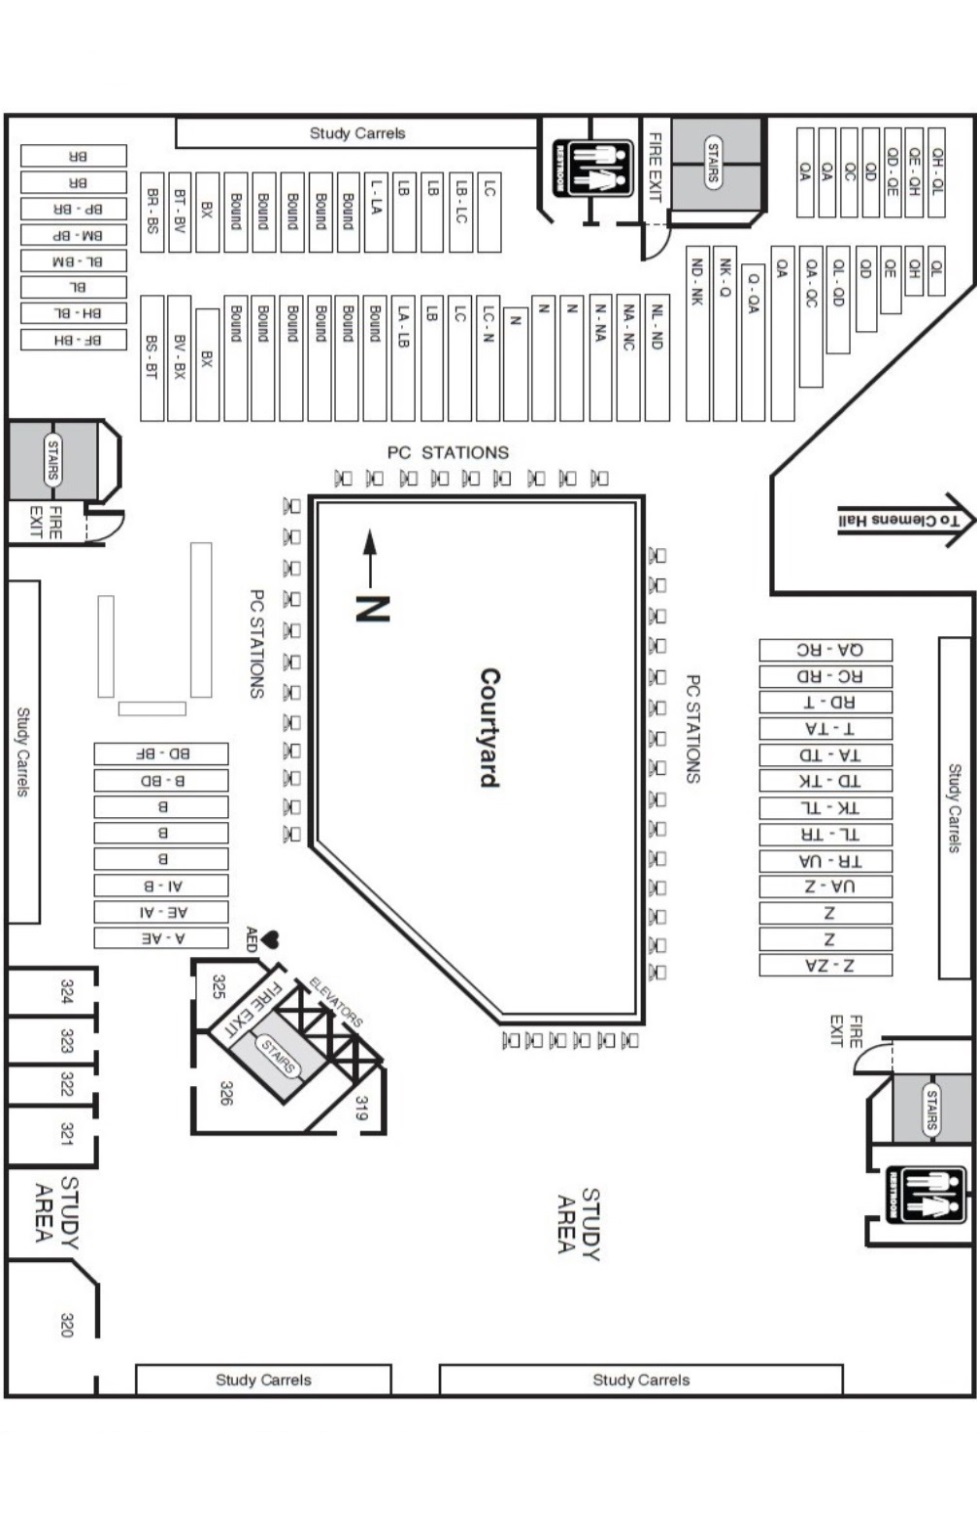 Study Carrels
RESTROOM
FIRE EXIT
STAIRS
QA
QA
QC
QD
QD - QE
QE - QH
QH - QL
BR
BR
BP - BR
BM - BP
BL - BM
BL
BH - BL
BF - BH
BR - BS
BT - BV
BX
Bound
Bound
Bound
Bound
Bound
L - LA
LB
LB
LB - LC
LC
ND - NK
NK - Q
Q - QA
QA
QA - QC
QL - QD
QD
QE
QH
QL
BS - BT
BV - BX
BX
Bound
Bound
Bound
Bound
Bound
Bound
LA - LB
LB
LC
LC - N
N
N
N
N - NA
NA - NC
NL - ND
STAIRS
FIRE
EXIT
PC STATIONS
To Clemens Hall
N
Courtyard
PC STATIONS
PC STATIONS
Study Carrels
BD - BF
B - BD
B
B
B
AI - B
AE - AI
A - AE
QA - RC
RC - RD
RD - T
T - TA
TA - TD
TD - TK
TK - TL
TL - TR
TR - UA
UA - Z
Z
Z
Z - ZA
Study Carrels
AED
325
FIRE EXIT
ELEVATORS
STAIRS
326
319
324
323
322
321
FIRE
EXIT
STAIRS
RESTROOM
STUDY
AREA
STUDY
AREA
320
Study Carrels
Study Carrels